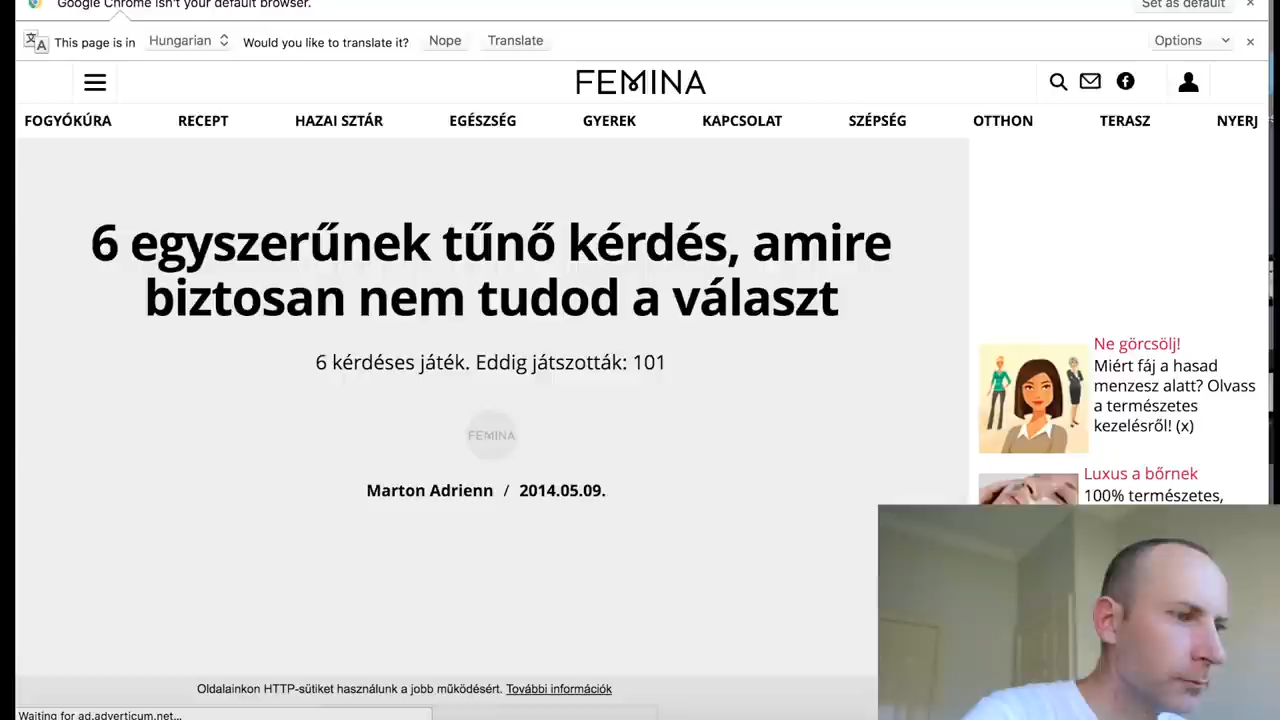 Google Chrome isn't your default browser. Set as default ×
This page is in Hungarian Would you like to translate it? Nope Translate Options ×
FEMINA
FOGYÓKÚRA RECEPT HAZAI SZTÁR EGÉSZSÉG GYEREK KAPCSOLAT SZÉPSÉG OTTHON TERASZ NYERJ
6 egyszerűnek tűnő kérdés, amire
biztosan nem tudod a választ
6 kérdéses játék. Eddig játszották: 101
FEMINA
Marton Adrienn / 2014.05.09.
Ne görcsölj!
Miért fáj a hasad
menzesz alatt? Olvass
a természetes
kezelésről! (x)
Luxus a bőrnek
100% természetes,
Oldalainkon HTTP-sütiket használunk a jobb működésért. További információk
Waiting for ad.adverticum.net...